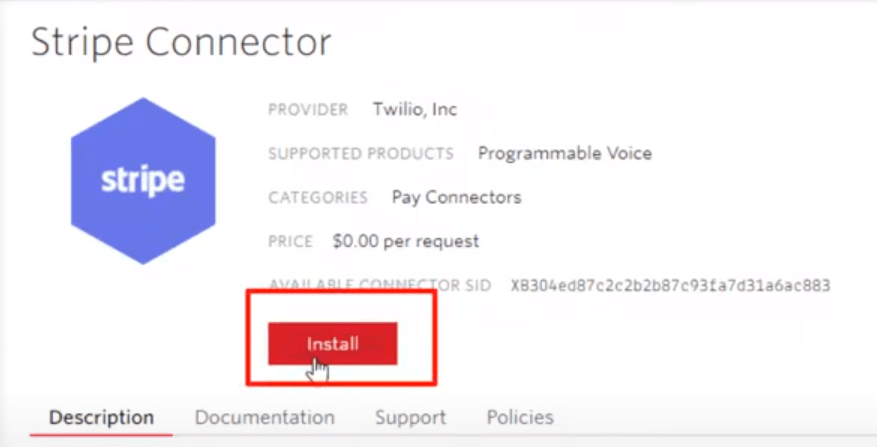 Stripe Connector
stripe
PROVIDER Twilio, Inc
SUPPORTED PRODUCTS Programmable Voice
CATEGORIES Pay Connectors
PRICE $0.00 per request
AVAILABLE CONNECTOR SID XB304ed87c2c2b2b87c93fa7d31a6ac883
Install
Description Documentation Support Policies